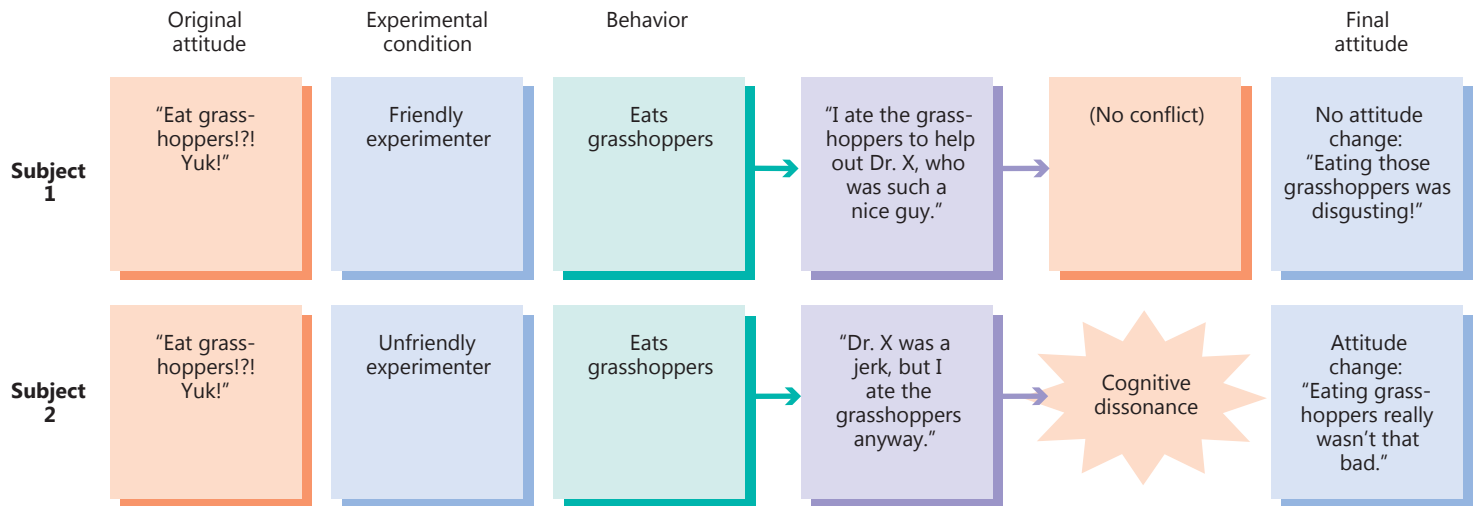 Original
attitude
Experimental
condition
Behavior
Final
attitude
Subject
1
“Eat grass-
hoppers!?!
Yuk!”
Friendly
experimenter
Eats
grasshoppers
“I ate the grass-
hoppers to help
out Dr. X, who
was such a
nice guy.”
(No conflict)
No attitude
change:
“Eating those
grasshoppers was
disgusting!”
Subject
2
“Eat grass-
hoppers!?!
Yuk!”
Unfriendly
experimenter
Eats
grasshoppers
“Dr. X was a
jerk, but I
ate the
grasshoppers
anyway.”
Cognitive
dissonance
Attitude
change:
“Eating grass-
hoppers really
wasn’t that
bad.”